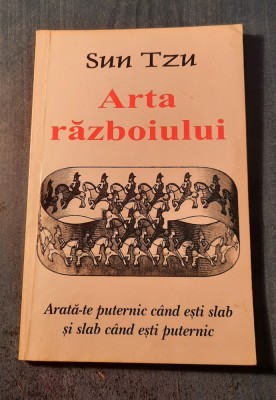 Sun Tzu
Arta
războiului
Arată-te puternic când ești slab
și slab când ești puternic